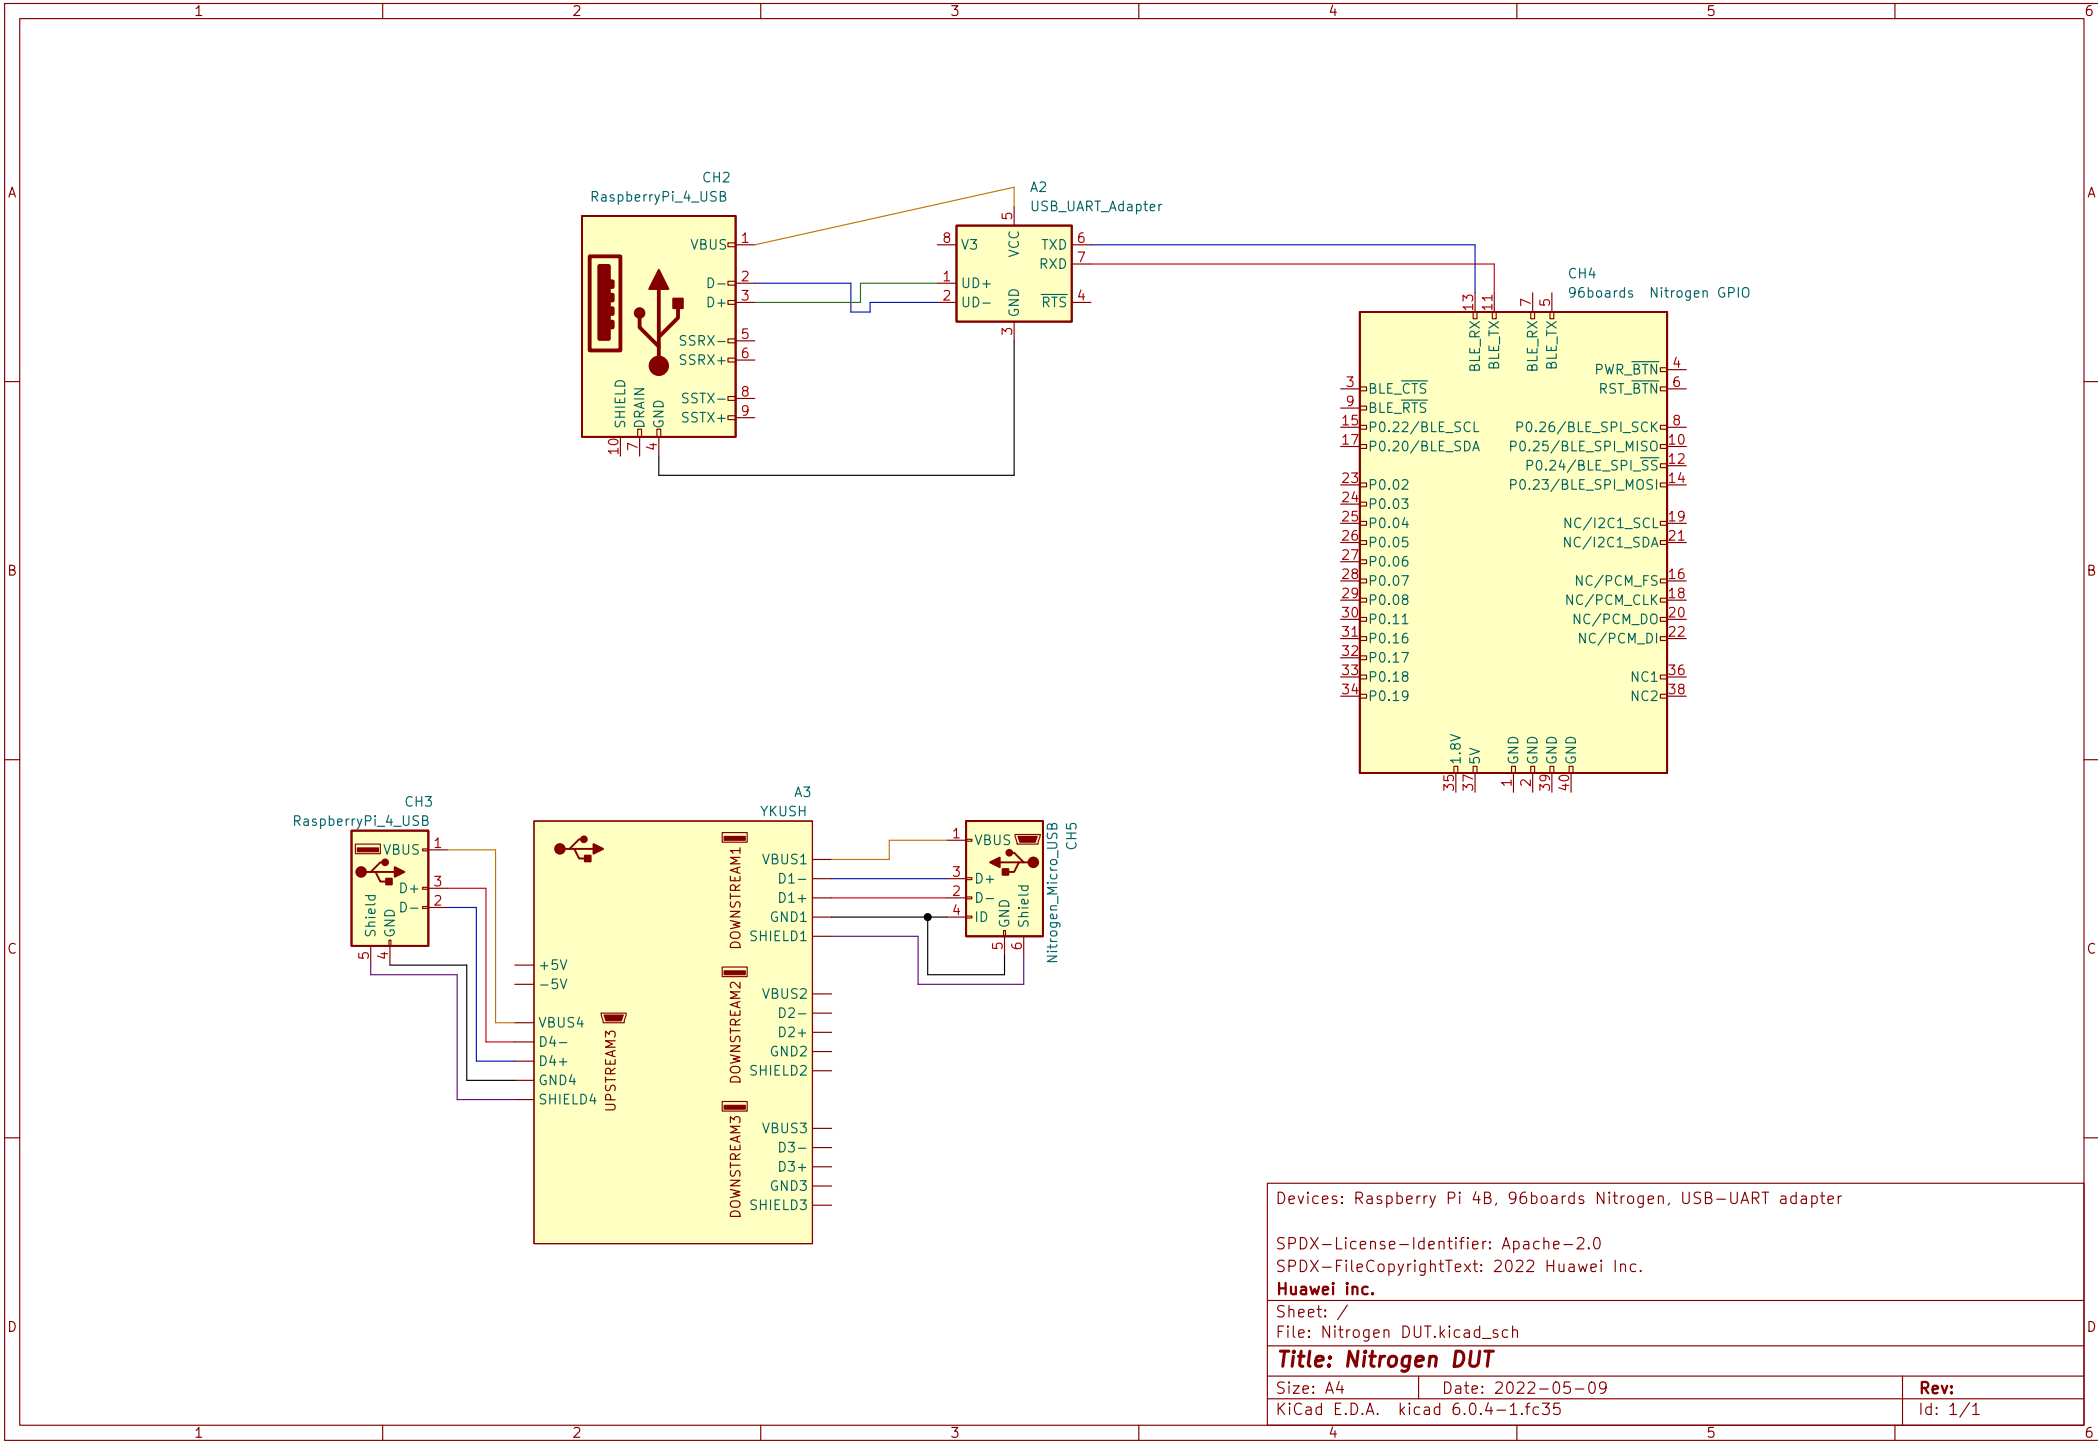 1 2 3 4 5 6
A
B
C
D
CH2
RaspberryPi_4_USB
VBUS 1
D- 2
D+ 3
SSRX- 5
SSRX+ 6
SSTX- 8
SSTX+ 9
SHIELD 10
DRAIN 7
GND 4
A2
USB_UART_Adapter
5 VCC
8 V3
1 UD+
2 UD-
TXD 6
RXD 7
RTS 4
GND 3
CH4
96boards Nitrogen GPIO
13 BLE_RX
11 BLE_TX
7 BLE_RX
5 BLE_TX
3 BLE_CTS
9 BLE_RTS
15 P0.22/BLE_SCL
17 P0.20/BLE_SDA
23 P0.02
24 P0.03
25 P0.04
26 P0.05
27 P0.06
28 P0.07
29 P0.08
30 P0.11
31 P0.16
32 P0.17
33 P0.18
34 P0.19
PWR_BTN 4
RST_BTN 6
P0.26/BLE_SPI_SCK 8
P0.25/BLE_SPI_MISO 10
P0.24/BLE_SPI_SS 12
P0.23/BLE_SPI_MOSI 14
NC/I2C1_SCL 19
NC/I2C1_SDA 21
NC/PCM_FS 16
NC/PCM_CLK 18
NC/PCM_DO 20
NC/PCM_DI 22
NC1 36
NC2 38
1.8V 35
5V 37
GND 1
GND 2
GND 39
GND 40
CH3
RaspberryPi_4_USB
VBUS 1
D+ 3
D- 2
Shield 5
GND 4
A3
YKUSH
+5V
-5V
VBUS4
D4-
D4+
GND4
SHIELD4
UPSTREAM3
DOWNSTREAM1
VBUS1
D1-
D1+
GND1
SHIELD1
DOWNSTREAM2
VBUS2
D2-
D2+
GND2
SHIELD2
DOWNSTREAM3
VBUS3
D3-
D3+
GND3
SHIELD3
1 VBUS
3 D+
2 D-
4 ID
GND 5
Shield 6
Nitrogen_Micro_USB
CH5
Devices: Raspberry Pi 4B, 96boards Nitrogen, USB-UART adapter
SPDX-License-Identifier: Apache-2.0
SPDX-FileCopyrightText: 2022 Huawei Inc.
Huawei inc.
Sheet: /
File: Nitrogen DUT.kicad_sch
Title: Nitrogen DUT
Size: A4 Date: 2022-05-09 Rev:
KiCad E.D.A. kicad 6.0.4-1.fc35 Id: 1/1
A
B
C
D
1 2 3 4 5 6